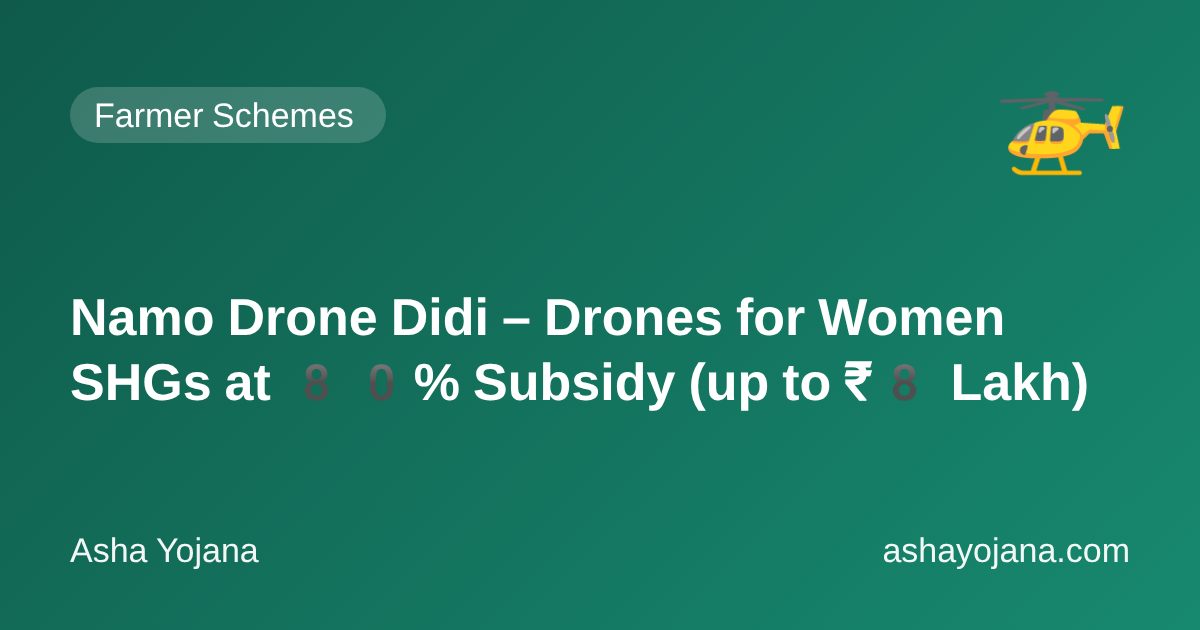 Farmer Schemes
Namo Drone Didi – Drones for Women
SHGs at 80% Subsidy (up to ₹8 Lakh)
Asha Yojana
ashayojana.com